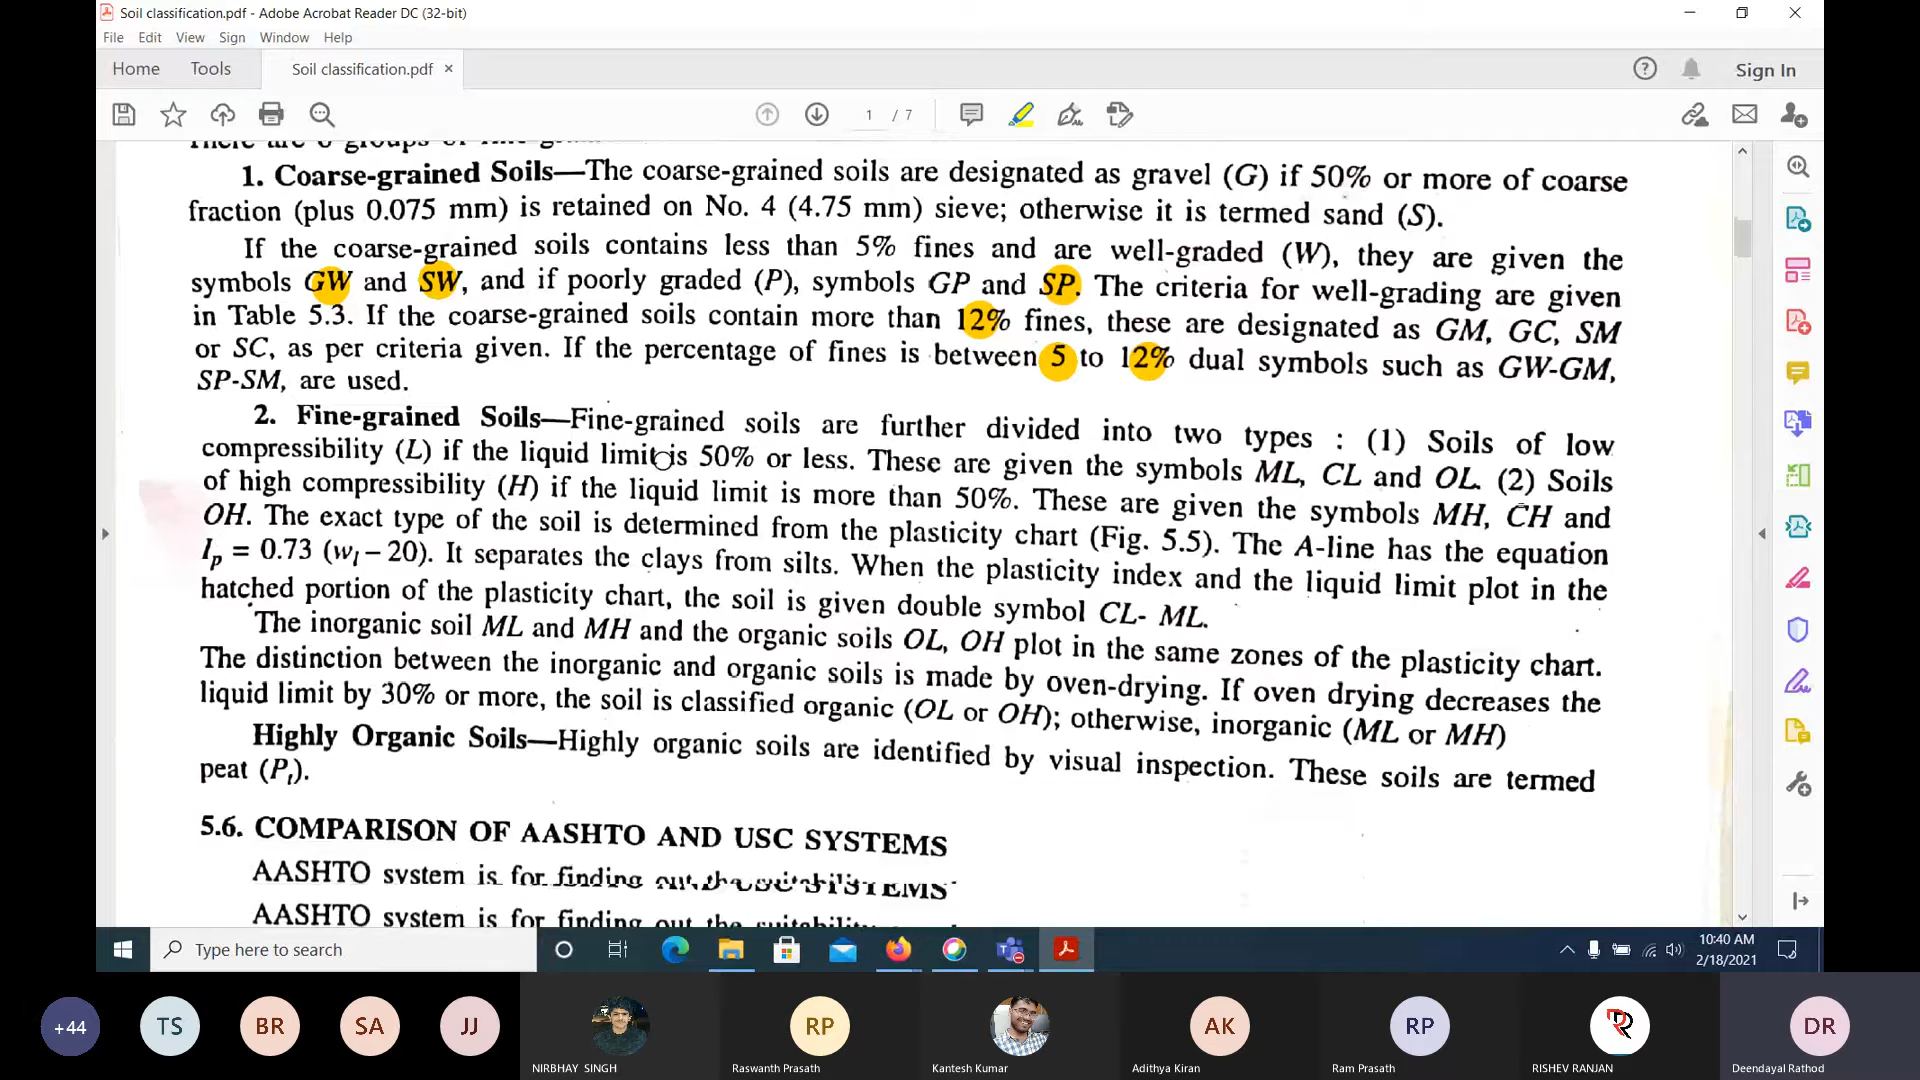 Soil classification.pdf - Adobe Acrobat Reader DC (32-bit)
File Edit View Sign Window Help
Home Tools Soil classification.pdf × Sign In
1 / 7
1. Coarse-grained Soils—The coarse-grained soils are designated as gravel (G) if 50% or more of coarse
fraction (plus 0.075 mm) is retained on No. 4 (4.75 mm) sieve; otherwise it is termed sand (S).
If the coarse-grained soils contains less than 5% fines and are well-graded (W), they are given the
symbols GW and SW, and if poorly graded (P), symbols GP and SP. The criteria for well-grading are given
in Table 5.3. If the coarse-grained soils contain more than 12% fines, these are designated as GM, GC, SM
or SC, as per criteria given. If the percentage of fines is between 5 to 12% dual symbols such as GW-GM,
SP-SM, are used.
2. Fine-grained Soils—Fine-grained soils are further divided into two types : (1) Soils of low
compressibility (L) if the liquid limit is 50% or less. These are given the symbols ML, CL and OL. (2) Soils
of high compressibility (H) if the liquid limit is more than 50%. These are given the symbols MH, CH and
OH. The exact type of the soil is determined from the plasticity chart (Fig. 5.5). The A-line has the equation
Ip = 0.73 (wl – 20). It separates the clays from silts. When the plasticity index and the liquid limit plot in the
hatched portion of the plasticity chart, the soil is given double symbol CL- ML.
The inorganic soil ML and MH and the organic soils OL, OH plot in the same zones of the plasticity chart.
The distinction between the inorganic and organic soils is made by oven-drying. If oven drying decreases the
liquid limit by 30% or more, the soil is classified organic (OL or OH); otherwise, inorganic (ML or MH)
Highly Organic Soils—Highly organic soils are identified by visual inspection. These soils are termed
peat (Pt).
5.6. COMPARISON OF AASHTO AND USC SYSTEMS
AASHTO system is for finding out the
AASHTO system is for finding out the suitability
Type here to search
10:40 AM
2/18/2021
+44 TS BR SA JJ RP AK RP DR
NIRBHAY SINGH Raswanth Prasath Kantesh Kumar Adithya Kiran Ram Prasath RISHEV RANJAN Deendayal Rathod